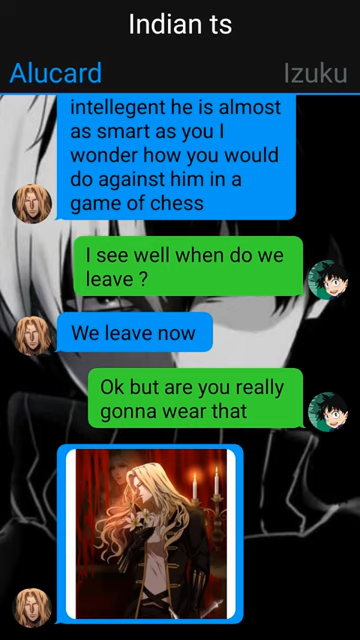 Indian ts
Alucard
Izuku
intellegent he is almost
as smart as you I
wonder how you would
do against him in a
game of chess
I see well when do we
leave ?
We leave now
Ok but are you really
gonna wear that